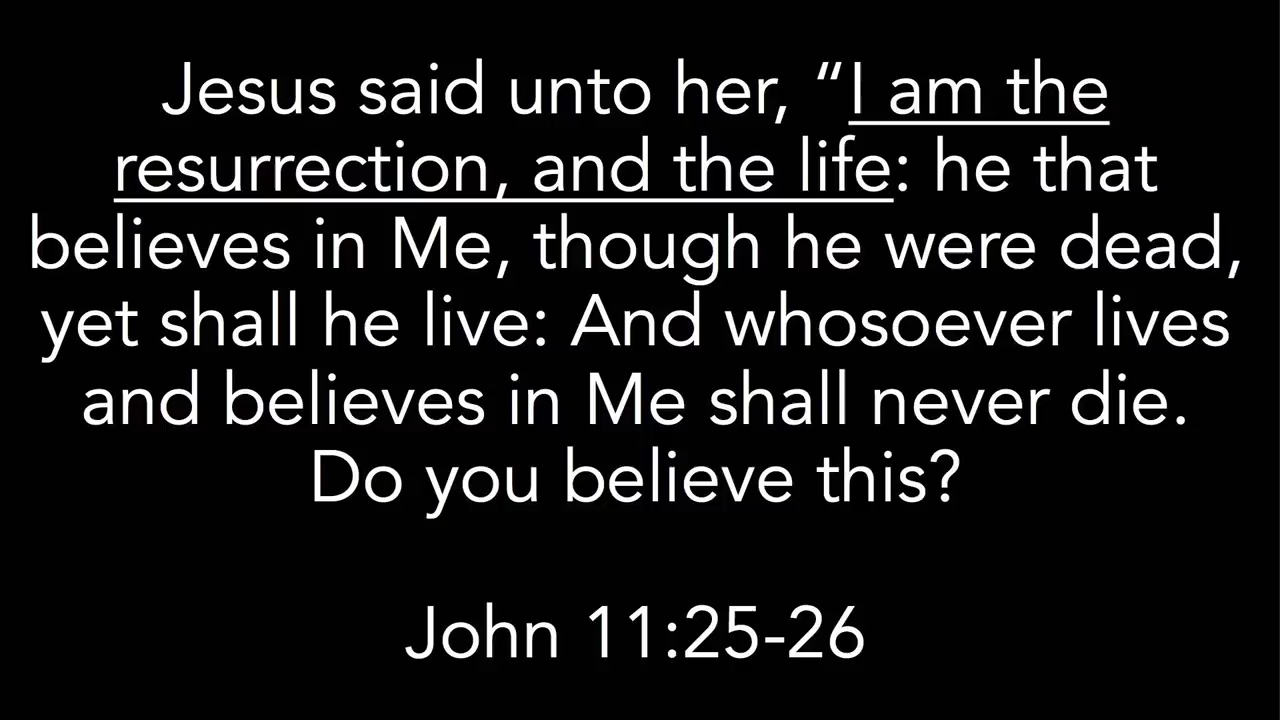 Jesus said unto her, “I am the
resurrection, and the life: he that
believes in Me, though he were dead,
yet shall he live: And whosoever lives
and believes in Me shall never die.
Do you believe this?
John 11:25-26